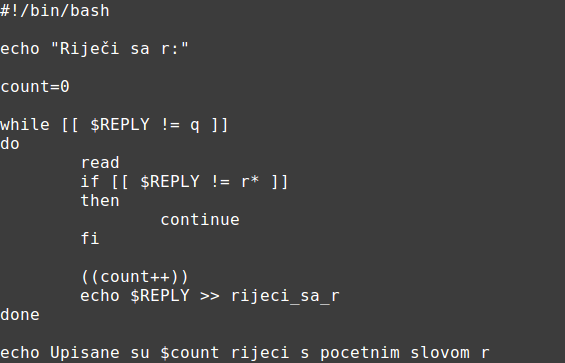 #!/bin/bash

echo "Riječi sa r:"

count=0

while [[ $REPLY != q ]]
do
        read
        if [[ $REPLY != r* ]]
        then
                continue
        fi

        ((count++))
        echo $REPLY >> rijeci_sa_r
done

echo Upisane su $count rijeci s pocetnim slovom r